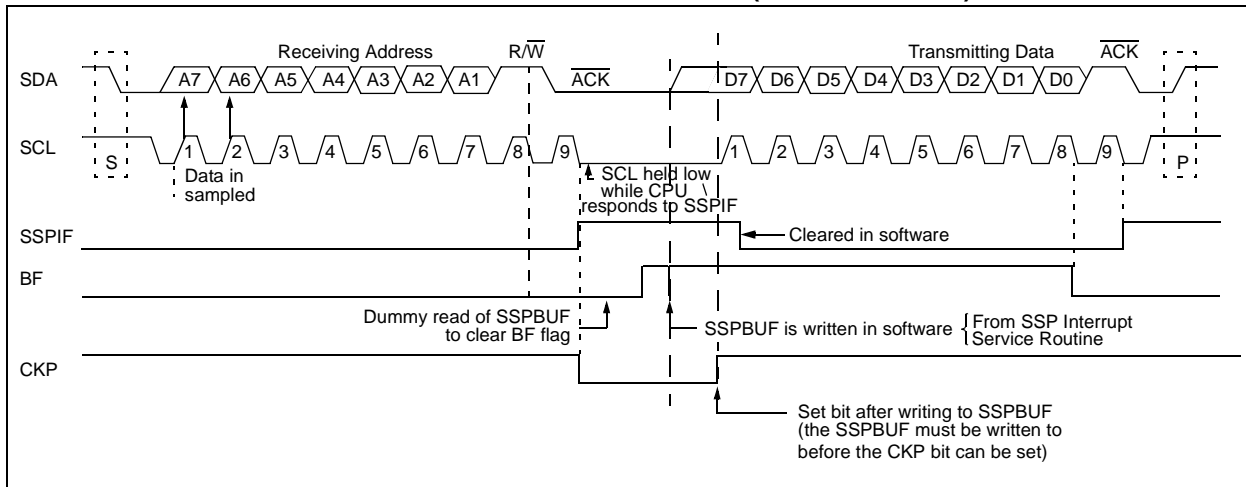 Receiving Address R/W Transmitting Data ACK
SDA A7 A6 A5 A4 A3 A2 A1 ACK D7 D6 D5 D4 D3 D2 D1 D0
SCL S 1 2 3 4 5 6 7 8 9 1 2 3 4 5 6 7 8 9 P
Data in
sampled
SCL held low
while CPU
responds to SSPIF
SSPIF
Cleared in software
BF
Dummy read of SSPBUF
to clear BF flag
SSPBUF is written in software
From SSP Interrupt
Service Routine
CKP
Set bit after writing to SSPBUF
(the SSPBUF must be written to
before the CKP bit can be set)